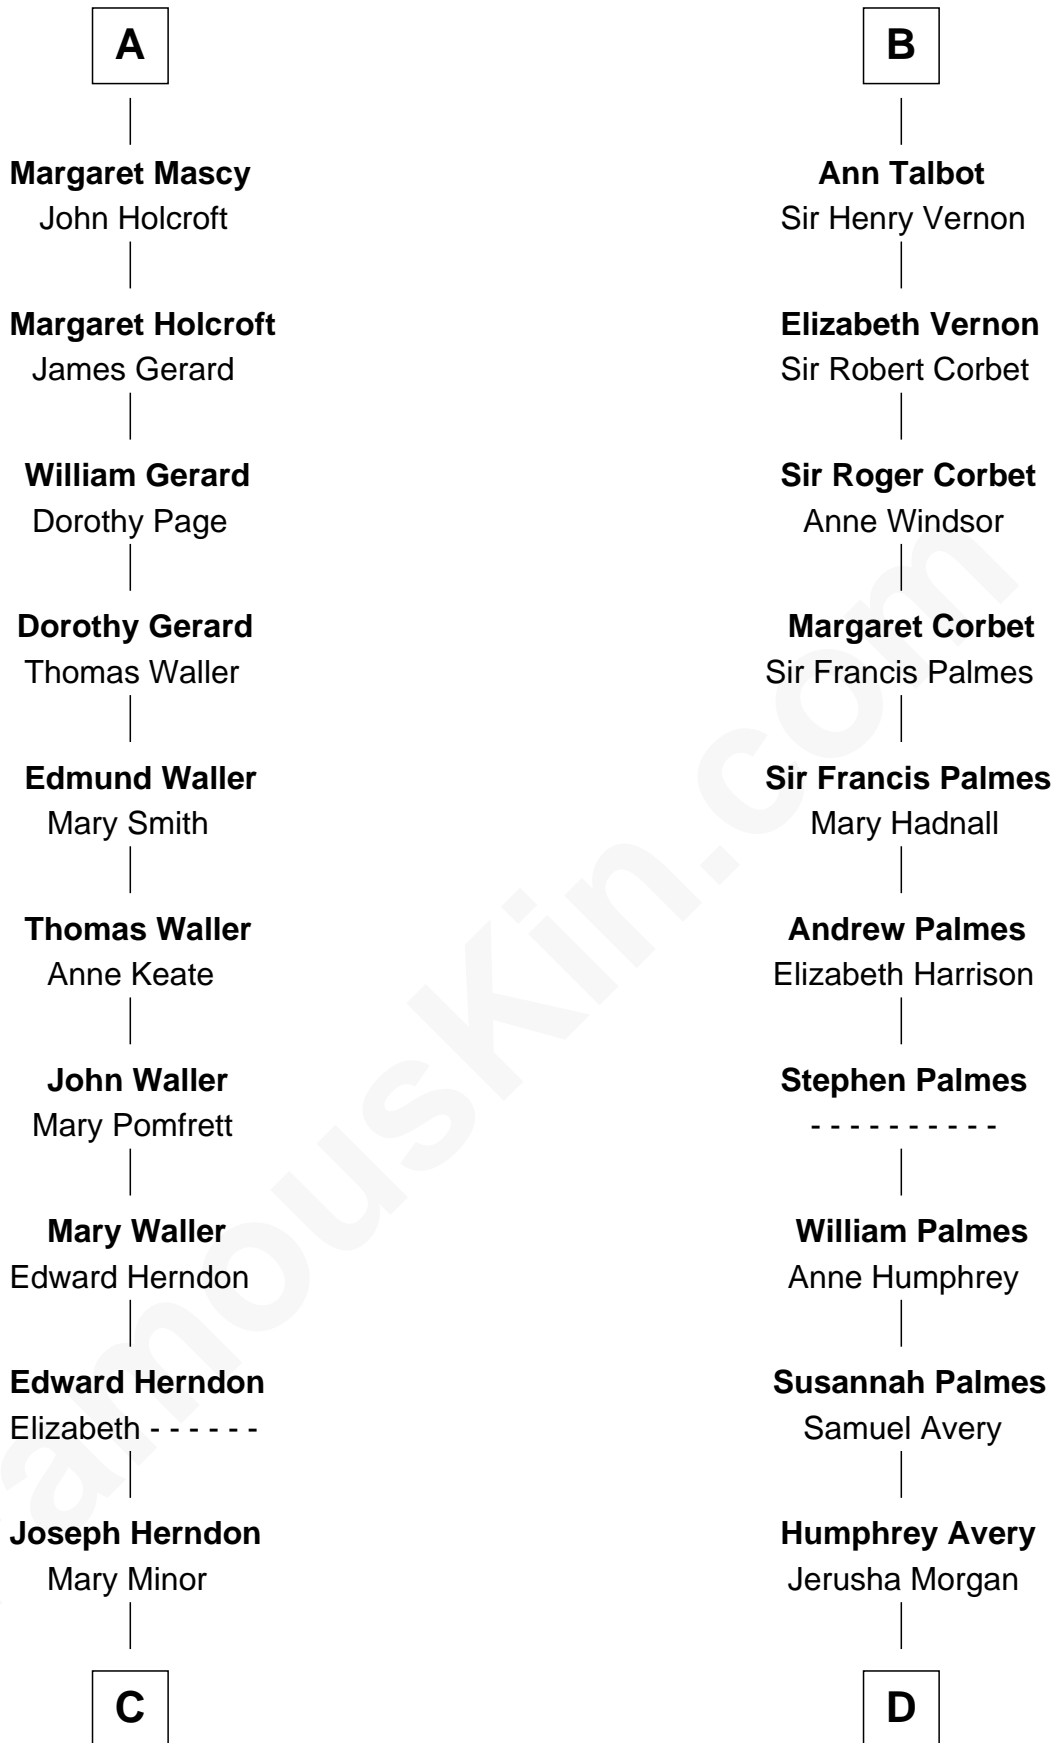 A
Margaret Mascy
John Holcroft
Margaret Holcroft
James Gerard
William Gerard
Dorothy Page
Dorothy Gerard
Thomas Waller
Edmund Waller
Mary Smith
Thomas Waller
Anne Keate
John Waller
Mary Pomfrett
Mary Waller
Edward Herndon
Edward Herndon
Elizabeth - - - - - -
Joseph Herndon
Mary Minor
C
B
Ann Talbot
Sir Henry Vernon
Elizabeth Vernon
Sir Robert Corbet
Sir Roger Corbet
Anne Windsor
Margaret Corbet
Sir Francis Palmes
Sir Francis Palmes
Mary Hadnall
Andrew Palmes
Elizabeth Harrison
Stephen Palmes
- - - - - - - - - -
William Palmes
Anne Humphrey
Susannah Palmes
Samuel Avery
Humphrey Avery
Jerusha Morgan
D
amouskin.com